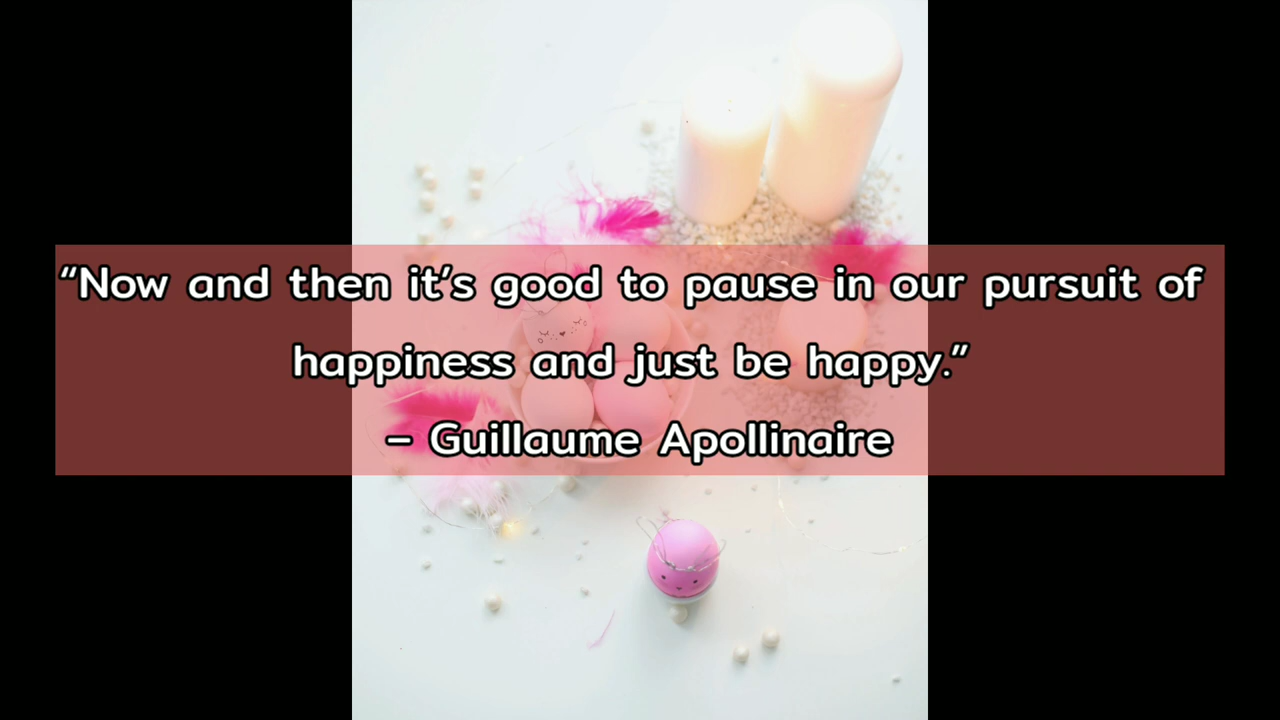 “Now and then it’s good to pause in our pursuit of
happiness and just be happy.”
– Guillaume Apollinaire